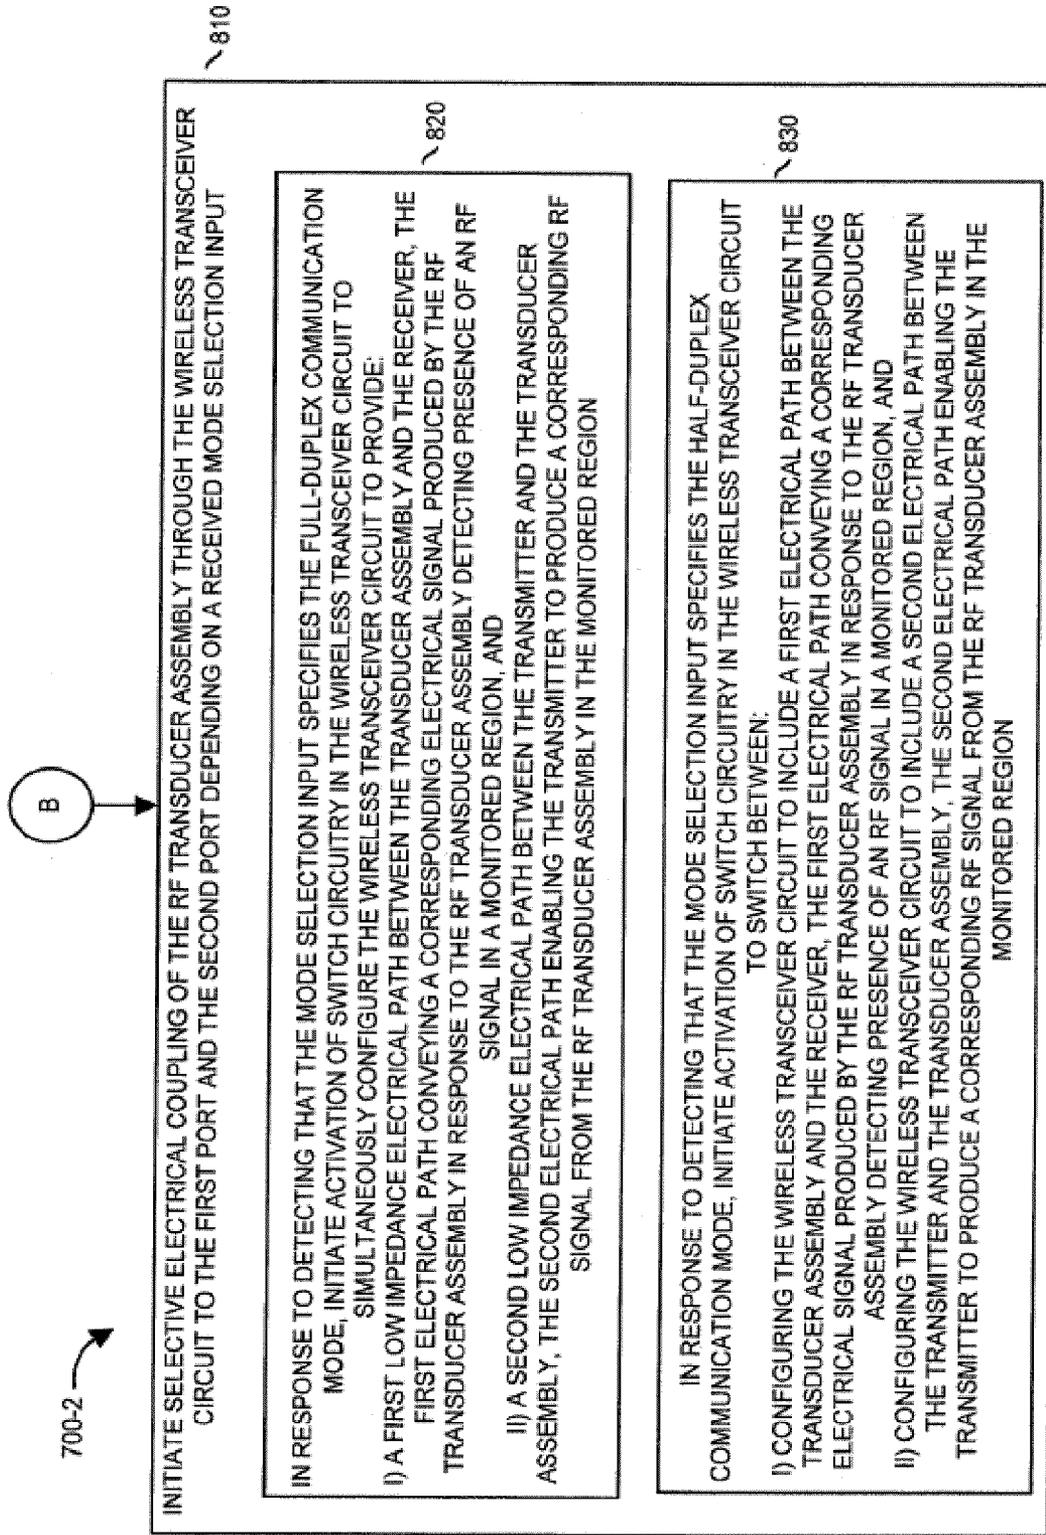 700-2
B
810
INITIATE SELECTIVE ELECTRICAL COUPLING OF THE RF TRANSDUCER ASSEMBLY THROUGH THE WIRELESS TRANSCEIVER
CIRCUIT TO THE FIRST PORT AND THE SECOND PORT DEPENDING ON A RECEIVED MODE SELECTION INPUT
820
IN RESPONSE TO DETECTING THAT THE MODE SELECTION INPUT SPECIFIES THE FULL-DUPLEX COMMUNICATION
MODE, INITIATE ACTIVATION OF SWITCH CIRCUITRY IN THE WIRELESS TRANSCEIVER CIRCUIT TO
SIMULTANEOUSLY CONFIGURE THE WIRELESS TRANSCEIVER CIRCUIT TO PROVIDE:
I) A FIRST LOW IMPEDANCE ELECTRICAL PATH BETWEEN THE TRANSDUCER ASSEMBLY AND THE RECEIVER, THE
FIRST ELECTRICAL PATH CONVEYING A CORRESPONDING ELECTRICAL SIGNAL PRODUCED BY THE RF
TRANSDUCER ASSEMBLY IN RESPONSE TO THE RF TRANSDUCER ASSEMBLY DETECTING PRESENCE OF AN RF
SIGNAL IN A MONITORED REGION, AND
II) A SECOND LOW IMPEDANCE ELECTRICAL PATH BETWEEN THE TRANSMITTER AND THE TRANSDUCER
ASSEMBLY, THE SECOND ELECTRICAL PATH ENABLING THE TRANSMITTER TO PRODUCE A CORRESPONDING RF
SIGNAL FROM THE RF TRANSDUCER ASSEMBLY IN THE MONITORED REGION
830
IN RESPONSE TO DETECTING THAT THE MODE SELECTION INPUT SPECIFIES THE HALF-DUPLEX
COMMUNICATION MODE, INITIATE ACTIVATION OF SWITCH CIRCUITRY IN THE WIRELESS TRANSCEIVER CIRCUIT
TO SWITCH BETWEEN:
I) CONFIGURING THE WIRELESS TRANSCEIVER CIRCUIT TO INCLUDE A FIRST ELECTRICAL PATH BETWEEN THE
TRANSDUCER ASSEMBLY AND THE RECEIVER, THE FIRST ELECTRICAL PATH CONVEYING A CORRESPONDING
ELECTRICAL SIGNAL PRODUCED BY THE RF TRANSDUCER ASSEMBLY IN RESPONSE TO THE RF TRANSDUCER
ASSEMBLY DETECTING PRESENCE OF AN RF SIGNAL IN A MONITORED REGION, AND
II) CONFIGURING THE WIRELESS TRANSCEIVER CIRCUIT TO INCLUDE A SECOND ELECTRICAL PATH BETWEEN
THE TRANSMITTER AND THE TRANSDUCER ASSEMBLY, THE SECOND ELECTRICAL PATH ENABLING THE
TRANSMITTER TO PRODUCE A CORRESPONDING RF SIGNAL FROM THE RF TRANSDUCER ASSEMBLY IN THE
MONITORED REGION